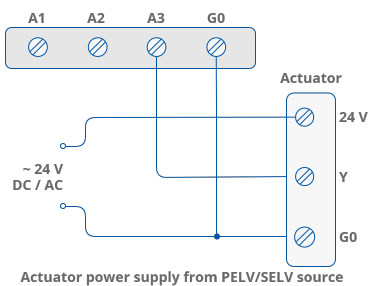 A1 A2 A3 G0
Actuator
24 V
~ 24 V
DC / AC
Y
G0
Actuator power supply from PELV/SELV source